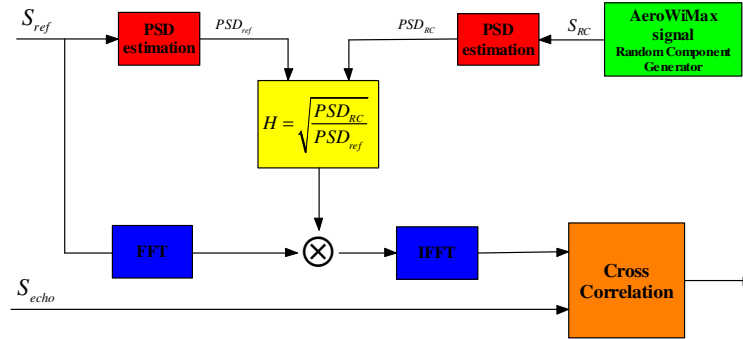 S_ref
PSD
estimation
PSD_ref
PSD_RC
PSD
estimation
S_RC
AeroWiMax
signal
Random Component
Generator
H = √(PSD_RC / PSD_ref)
FFT
⊗
IFFT
Cross
Correlation
S_echo